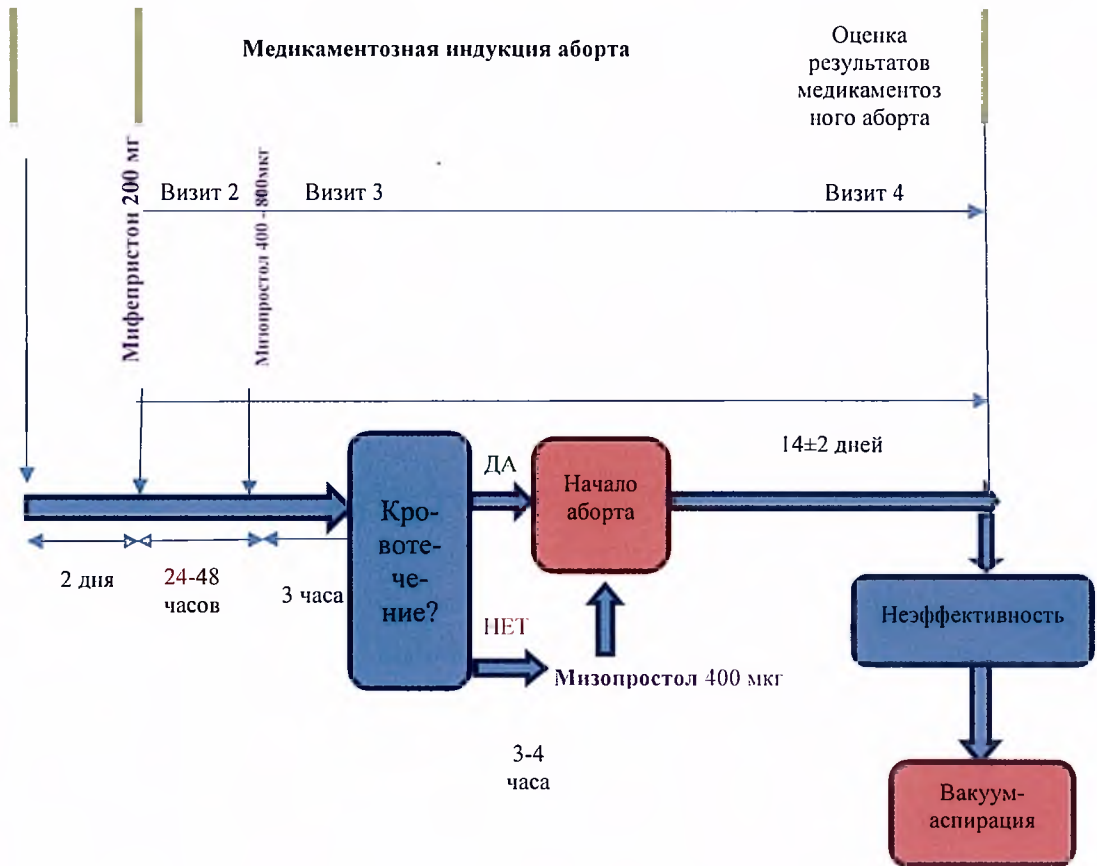 Медикаментозная индукция аборта
Оценка
результатов
медикаментоз
ного аборта
Мифепристон 200 мг
Визит 2
Мизопростол 400 - 800мкг
Визит 3
Визит 4
14±2 дней
ДА
Начало
аборта
Кро-
воте-
че-
ние?
2 дня
24-48
часов
3 часа
НЕТ
Мизопростол 400 мкг
Неэффективность
3-4
часа
Вакуум-
аспирация